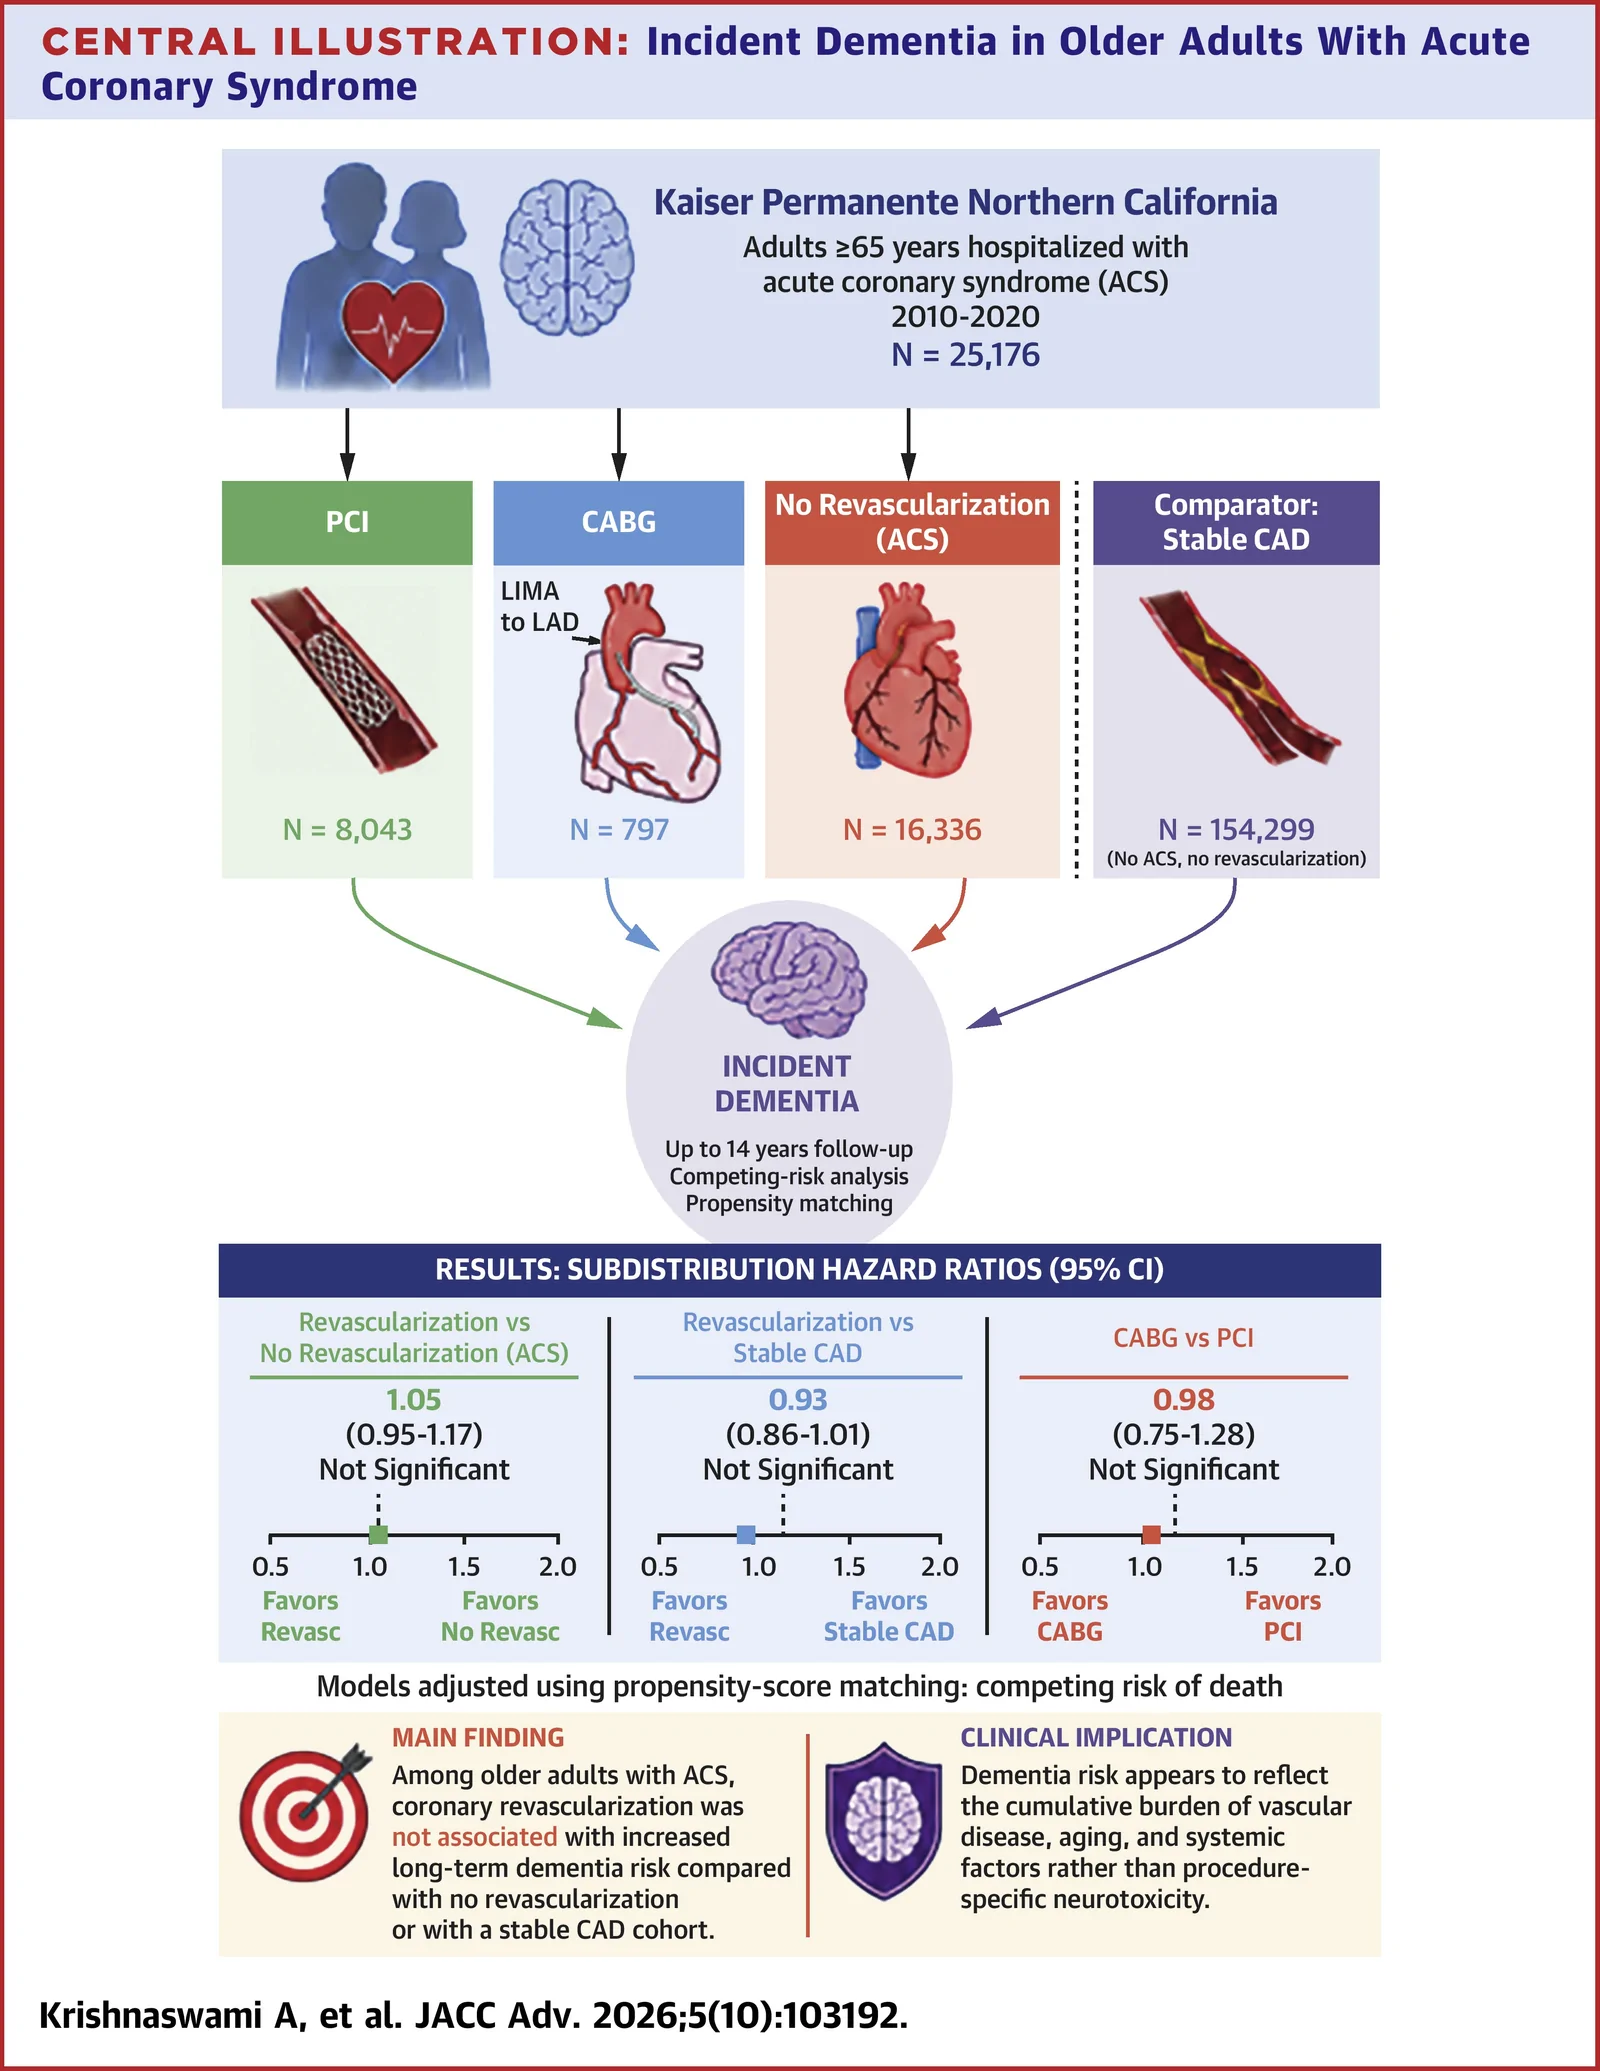 CENTRAL ILLUSTRATION: Incident Dementia in Older Adults With Acute
Coronary Syndrome
Kaiser Permanente Northern California
Adults ≥65 years hospitalized with
acute coronary syndrome (ACS)
2010-2020
N = 25,176
PCI
N = 8,043
CABG
LIMA
to LAD
N = 797
No Revascularization
(ACS)
N = 16,336
Comparator:
Stable CAD
N = 154,299
(No ACS, no revascularization)
INCIDENT
DEMENTIA
Up to 14 years follow-up
Competing-risk analysis
Propensity matching
RESULTS: SUBDISTRIBUTION HAZARD RATIOS (95% CI)
Revascularization vs
No Revascularization (ACS)
1.05
(0.95-1.17)
Not Significant
0.5 1.0 1.5 2.0
Favors
Revasc
Favors
No Revasc
Revascularization vs
Stable CAD
0.93
(0.86-1.01)
Not Significant
0.5 1.0 1.5 2.0
Favors
Revasc
Favors
Stable CAD
CABG vs PCI
0.98
(0.75-1.28)
Not Significant
0.5 1.0 1.5 2.0
Favors
CABG
Favors
PCI
Models adjusted using propensity-score matching: competing risk of death
MAIN FINDING
Among older adults with ACS,
coronary revascularization was
not associated with increased
long-term dementia risk compared
with no revascularization
or with a stable CAD cohort.
CLINICAL IMPLICATION
Dementia risk appears to reflect
the cumulative burden of vascular
disease, aging, and systemic
factors rather than procedure-
specific neurotoxicity.
Krishnaswami A, et al. JACC Adv. 2026;5(10):103192.